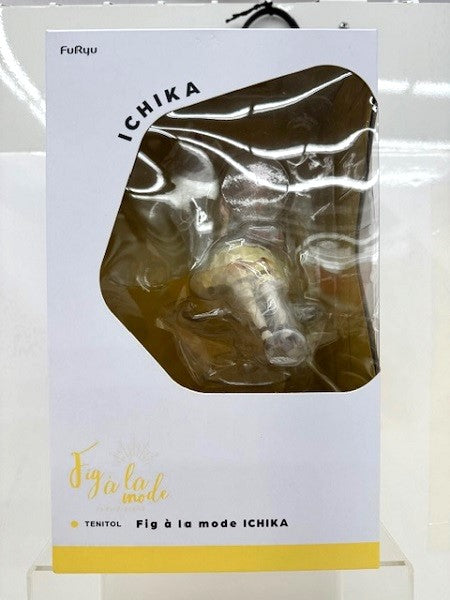 FuRyu
ICHIKA
Fig
à la
mode
TENITOL Fig à la mode ICHIKA